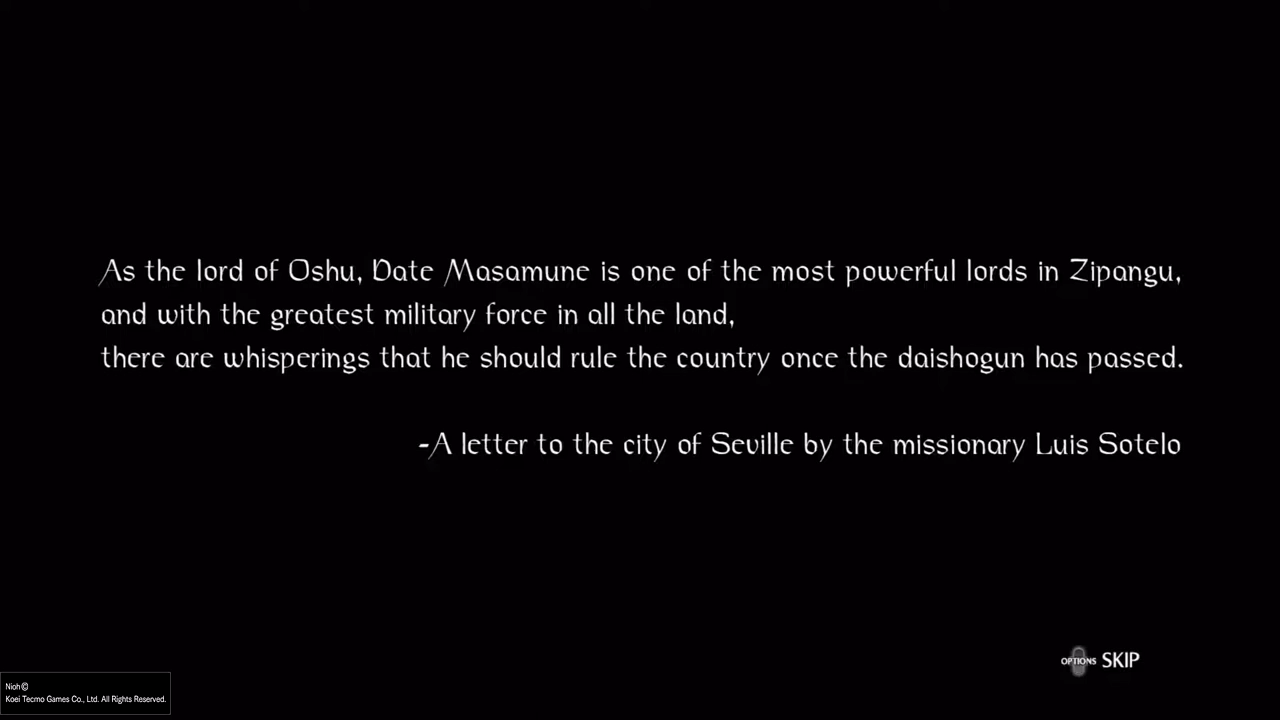 As the lord of Oshu, Date Masamune is one of the most powerful lords in Zipangu,
and with the greatest military force in all the land,
there are whisperings that he should rule the country once the daishogun has passed.
-A letter to the city of Seville by the missionary Luis Sotelo
OPTIONS SKIP
Nioh©
Koei Tecmo Games Co., Ltd. All Rights Reserved.